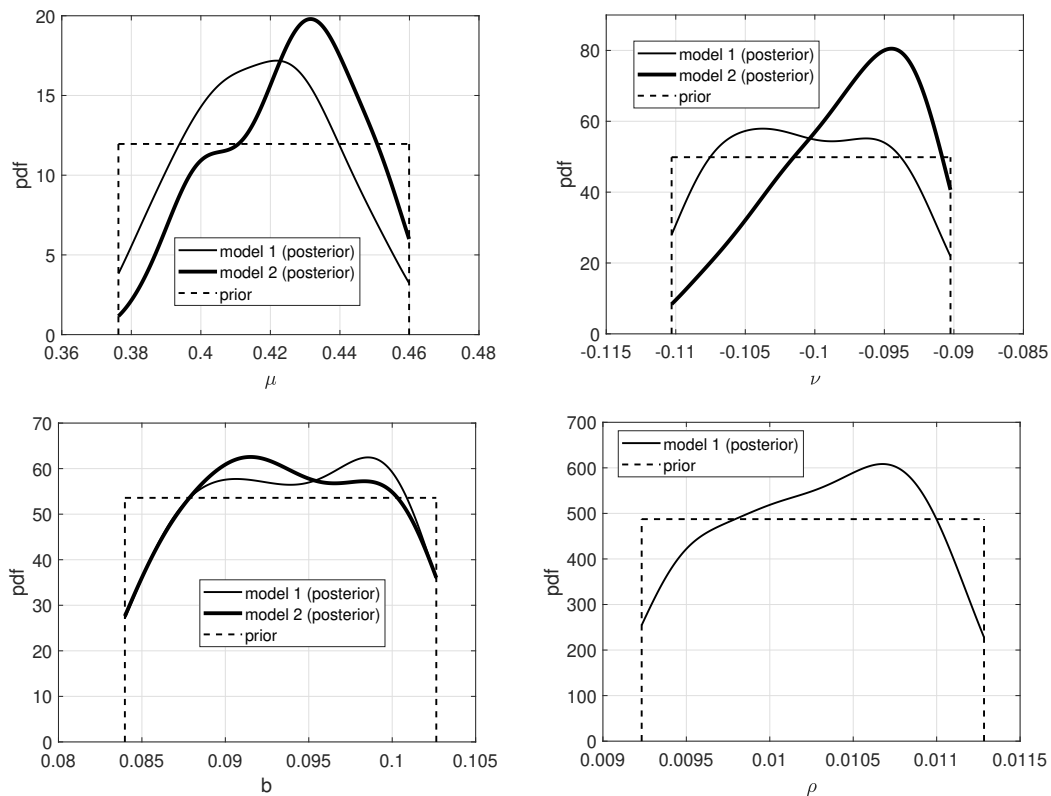 20
15
10
5
0
pdf
model 1 (posterior)
model 2 (posterior)
prior
0.36 0.38 0.4 0.42 0.44 0.46 0.48
μ
80
60
40
20
0
pdf
model 1 (posterior)
model 2 (posterior)
prior
-0.115 -0.11 -0.105 -0.1 -0.095 -0.09 -0.085
ν
70
60
50
40
30
20
10
0
pdf
model 1 (posterior)
model 2 (posterior)
prior
0.08 0.085 0.09 0.095 0.1 0.105
b
700
600
500
400
300
200
100
0
pdf
model 1 (posterior)
prior
0.009 0.0095 0.01 0.0105 0.011 0.0115
ρ